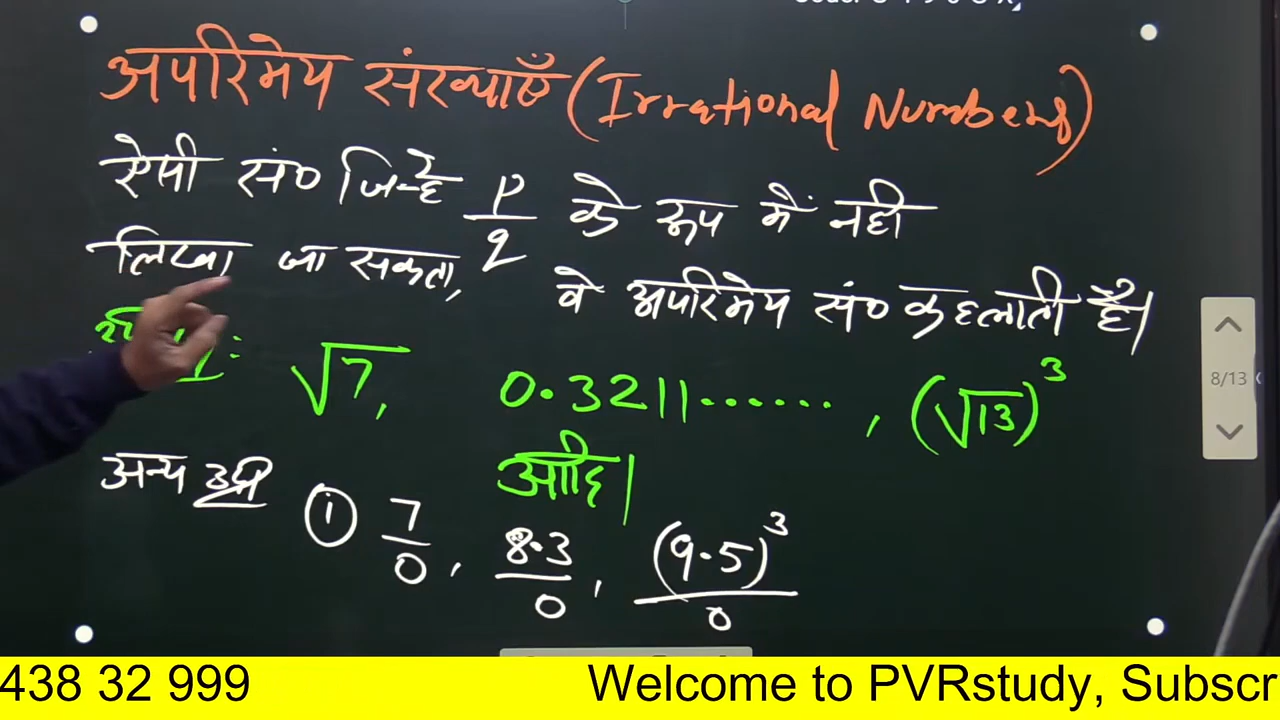 अपरिमेय संख्याएँ (Irrational Numbers)
ऐसी सं० जिन्हें p/q के रूप में नही
लिखा जा सकता, वे अपरिमेय सं० कहलाती है।
√7, 0.3211......., (√13)³
आदि।
अन्य ① 7/0, 8.3/0, (9.5)³/0
8/13
438 32 999 Welcome to PVRstudy, Subscr